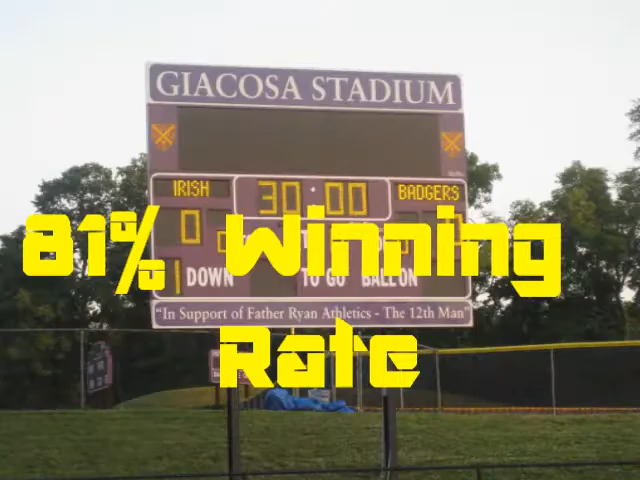 GIACOSA STADIUM
IRISH 30:00 BADGERS
0
81% Winning
DOWN TO GO BALL ON
"In Support of Father Ryan Athletics - The 12th Man"
Rate